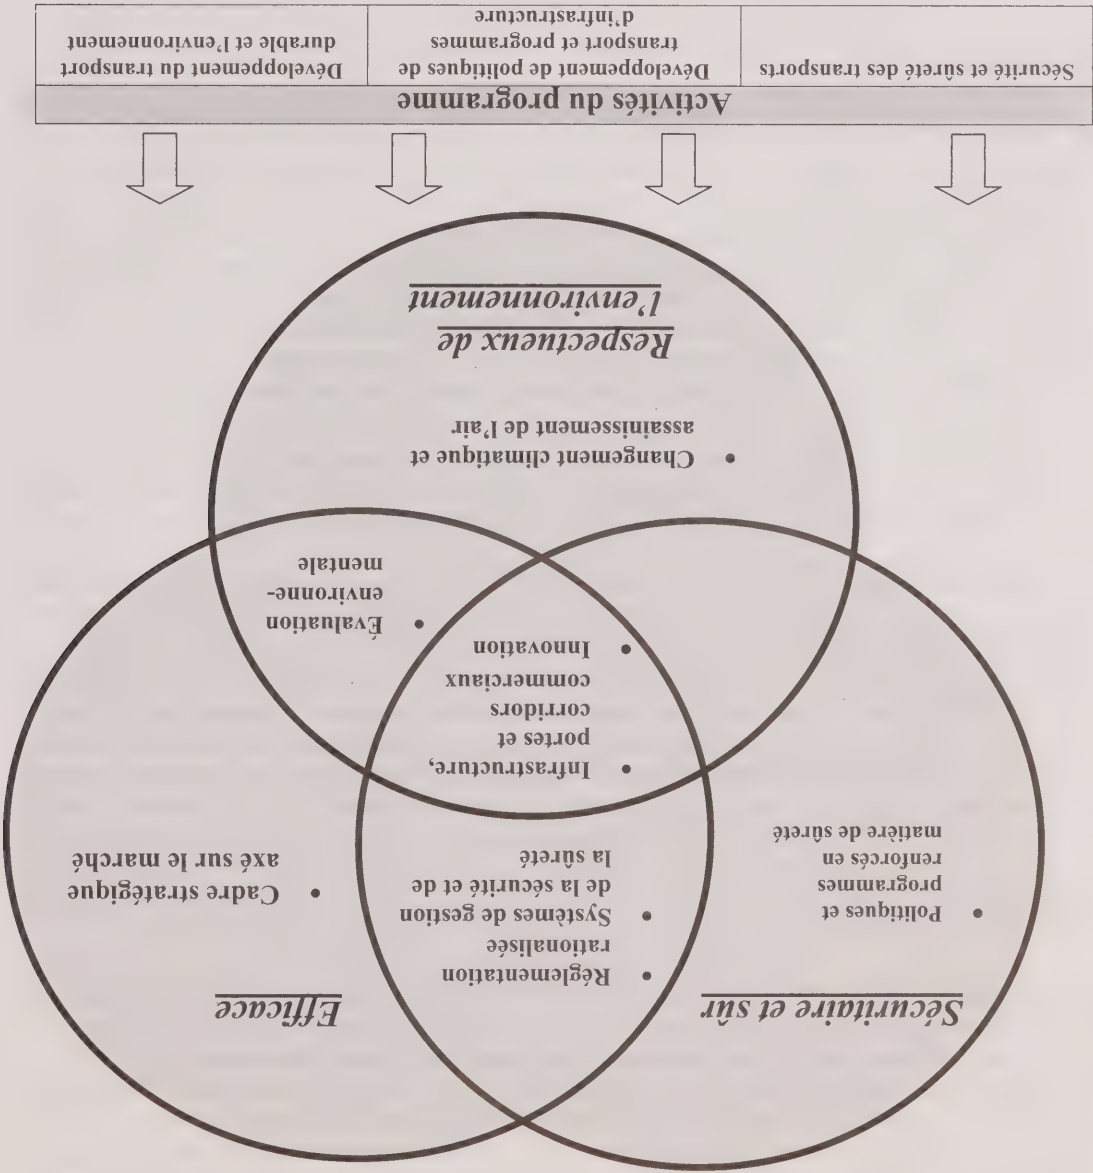 Sécuritaire et sûr
• Politiques et
programmes
renforcés en
matière de sûreté
• Réglementation
rationalisée
• Systèmes de gestion
de la sécurité et de
la sûreté
Efficace
• Cadre stratégique
axé sur le marché
• Infrastructure,
portes et
corridors
commerciaux
• Innovation
• Évaluation
environne-
mentale
• Changement climatique et
assainissement de l'air
Respectueux de
l'environnement
Activités du programme
Sécurité et sûreté des transports
Développement de politiques de
transport et programmes
d'infrastructure
Développement du transport
durable et l'environnement